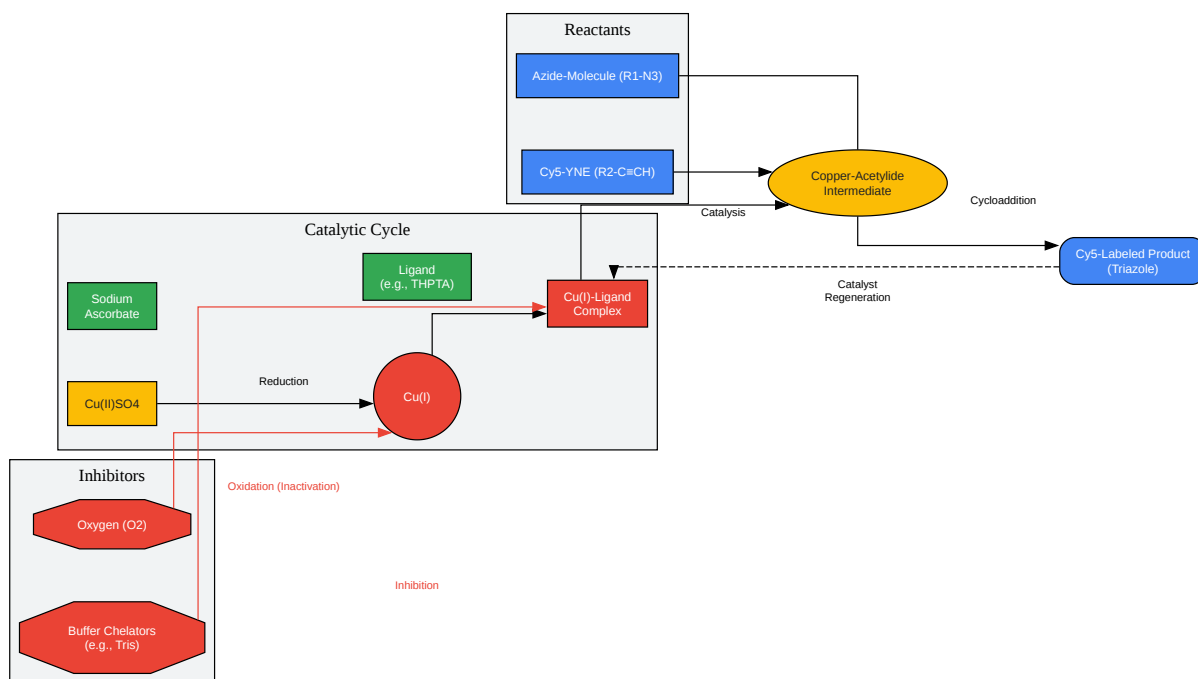 Reactants
Azide-Molecule (R1-N3)
Cy5-YNE (R2-C≡CH)
Copper-Acetylide
Intermediate
Cycloaddition
Catalysis
Cy5-Labeled Product
(Triazole)
Catalyst
Regeneration
Catalytic Cycle
Ligand
(e.g., THPTA)
Sodium
Ascorbate
Cu(I)-Ligand
Complex
Reduction
Cu(II)SO4
Cu(I)
Inhibitors
Oxidation (Inactivation)
Oxygen (O2)
Inhibition
Buffer Chelators
(e.g., Tris)